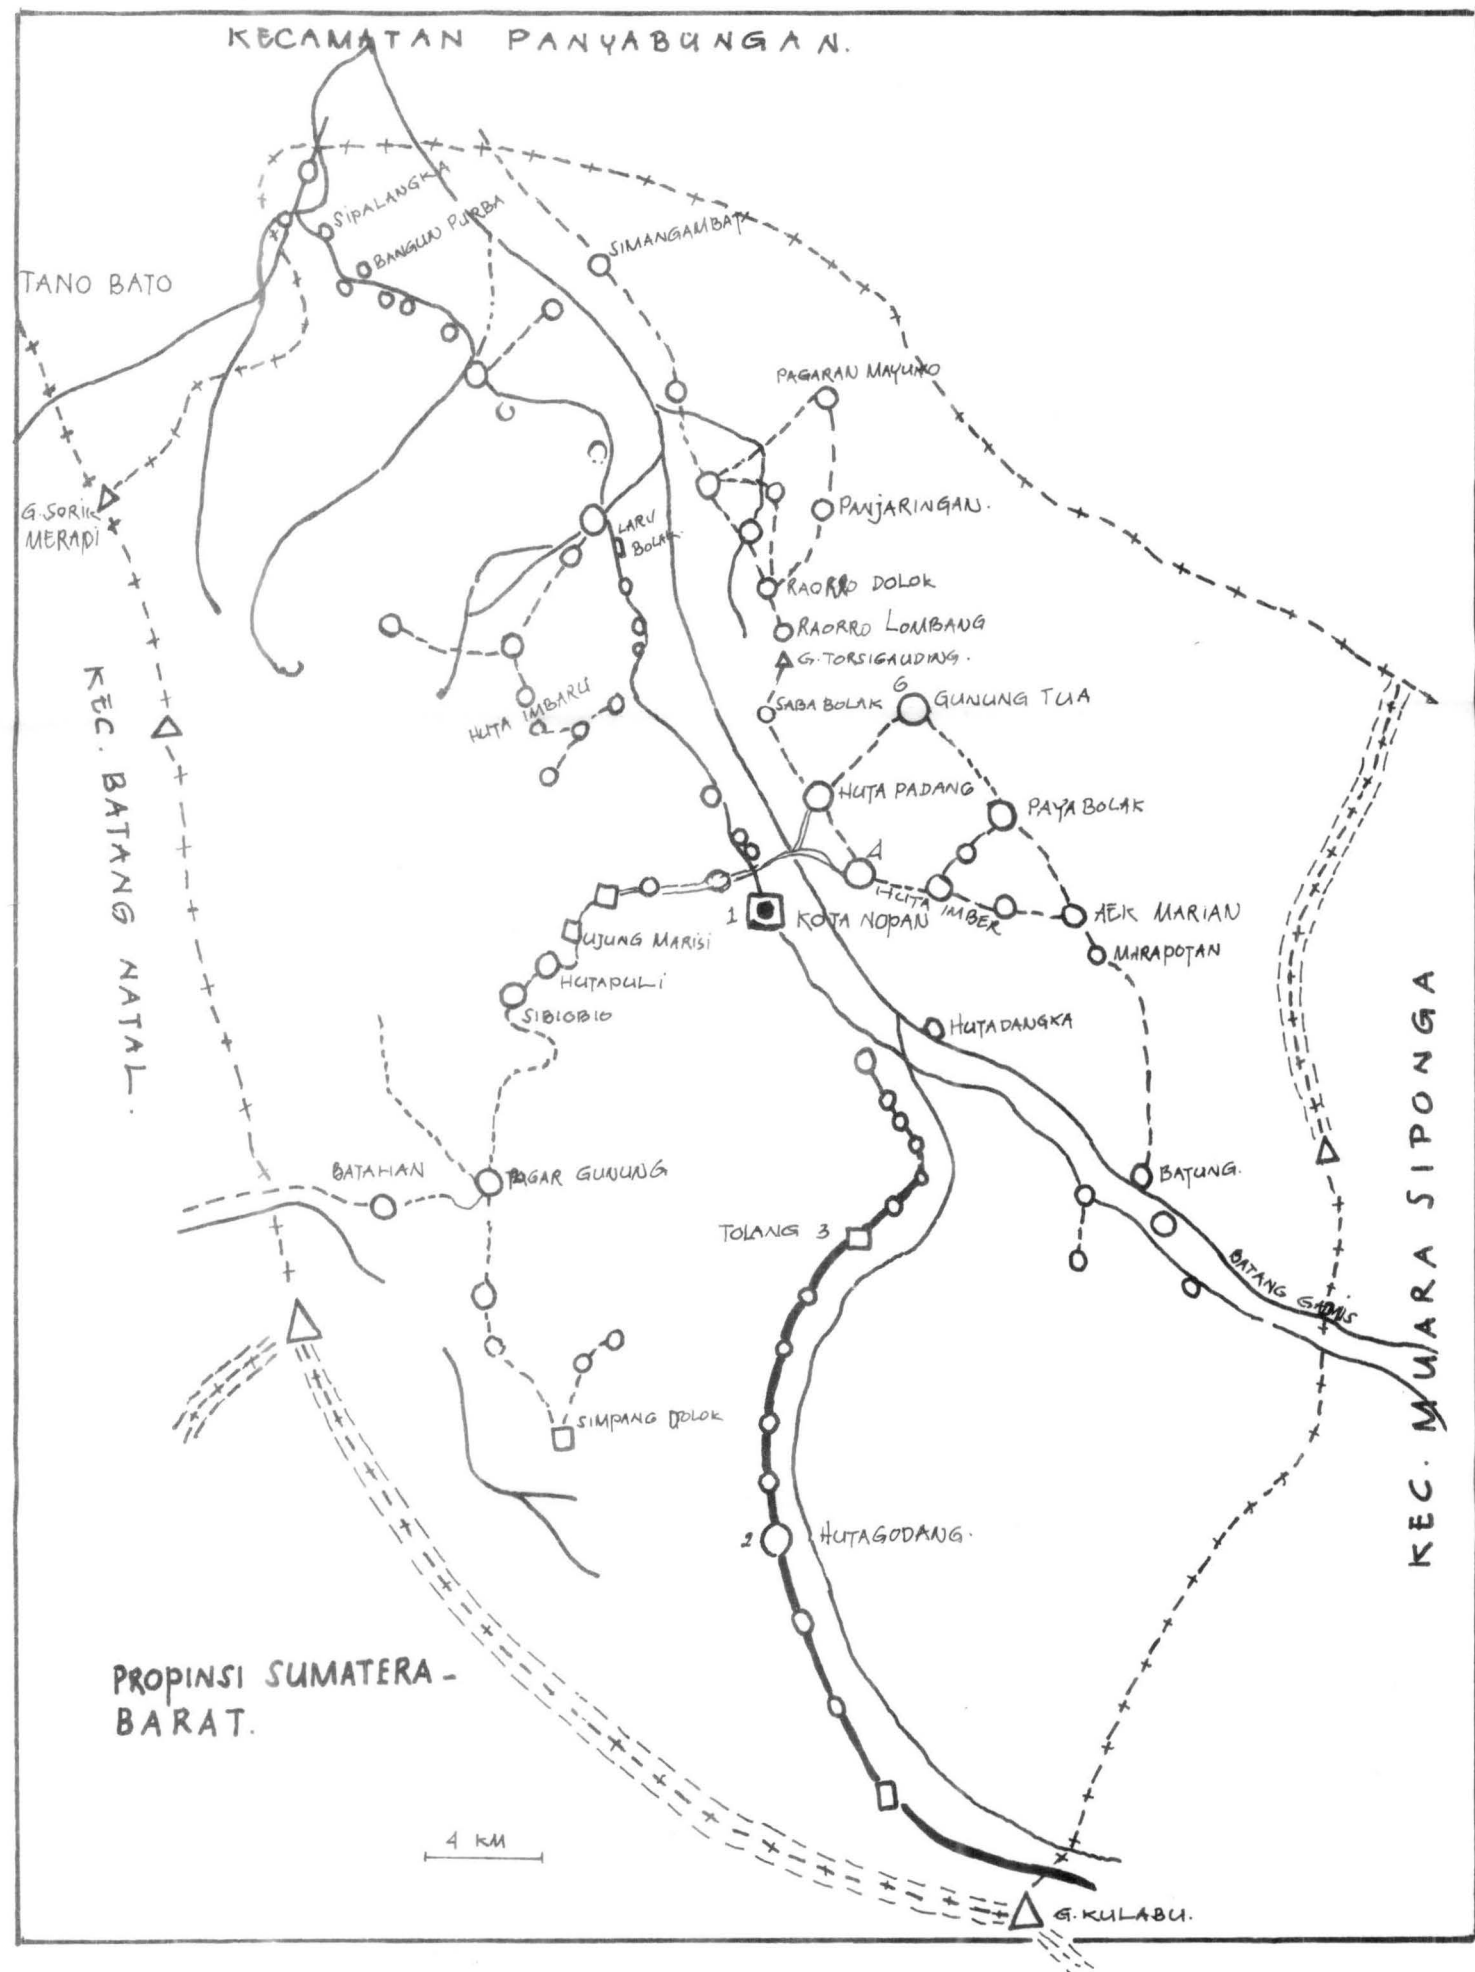 KECAMATAN PANYABUNGAN.
SIPALANGKA
BANGUN PURBA
SIMANGAMBAT
TANO BATO
PAGARAN MAYUNO
G. SORIK
MERAPI
LARU
BOLAK.
PANJARINGAN.
RAORRO DOLOK
RAORRO LOMBANG
G. TORSIGAUDING.
KEC. BATANG NATAL.
HUTA IMBARU
SABA BOLAK
6
GUNUNG TUA
HUTA PADANG
PAYA BOLAK
4
HUTA IMBER
1
KOTA NOPAN
AEK MARIAN
MARAPOTAN
UJUNG MARISI
HUTAPULI
SIBIOBIO
HUTADANGKA
KEC. MUARA SIPONGA
BATAHAN
PAGAR GUNUNG
BATUNG.
TOLANG 3
BATANG GADIS
SIMPANG DOLOK
2
HUTAGODANG.
PROPINSI SUMATERA -
BARAT.
4 KM
G. KULABU.